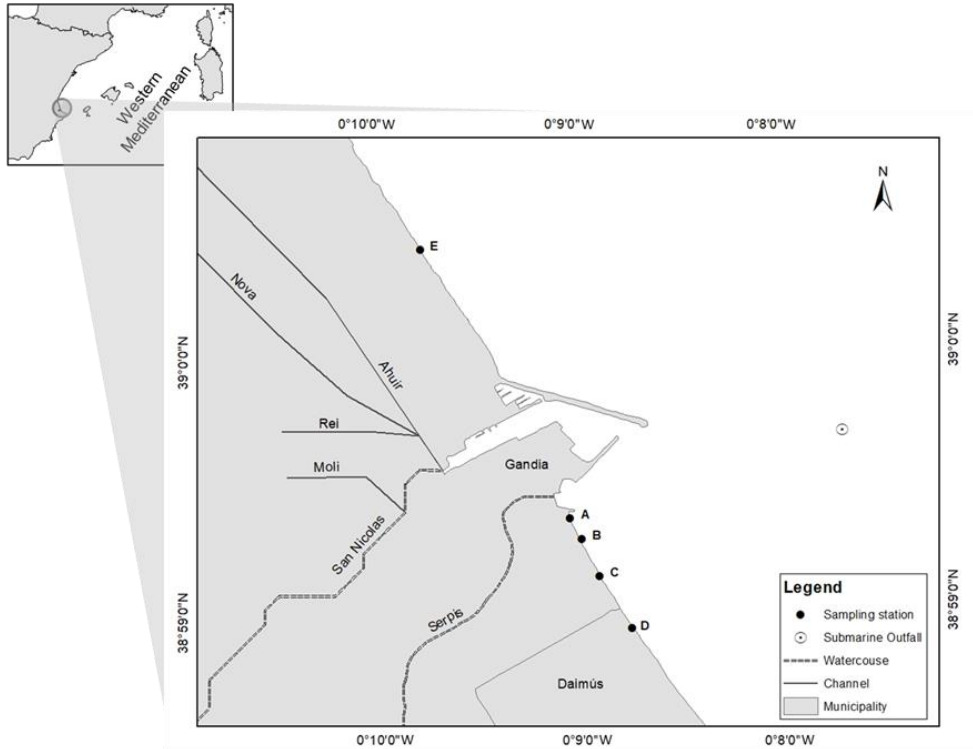 Western
Mediterranean
0°10'0"W 0°9'0"W 0°8'0"W
N
E
Nova
39°0'0"N
39°0'0"N
Ahuir
Rei
Moli
Gandia
A
B
San Nicolas
C
Serpis
D
38°59'0"N
38°59'0"N
Daimús
Legend
Sampling station
Submarine Outfall
Watercouse
Channel
Municipality
0°10'0"W 0°9'0"W 0°8'0"W